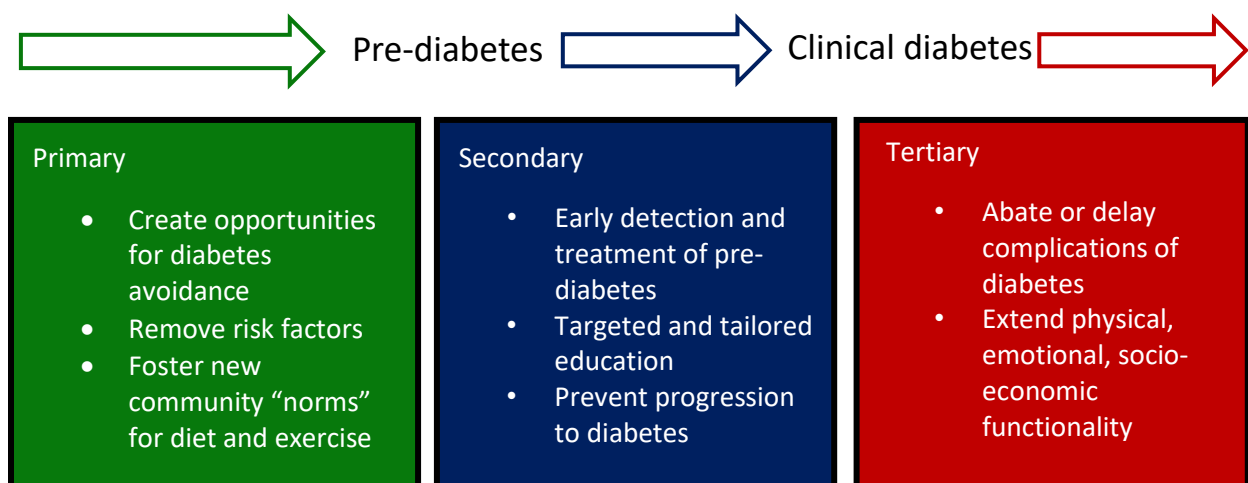 Pre-diabetes
Clinical diabetes
Primary
• Create opportunities
for diabetes
avoidance
• Remove risk factors
• Foster new
community “norms”
for diet and exercise
Secondary
• Early detection and
treatment of pre-
diabetes
• Targeted and tailored
education
• Prevent progression
to diabetes
Tertiary
• Abate or delay
complications of
diabetes
• Extend physical,
emotional, socio-
economic
functionality